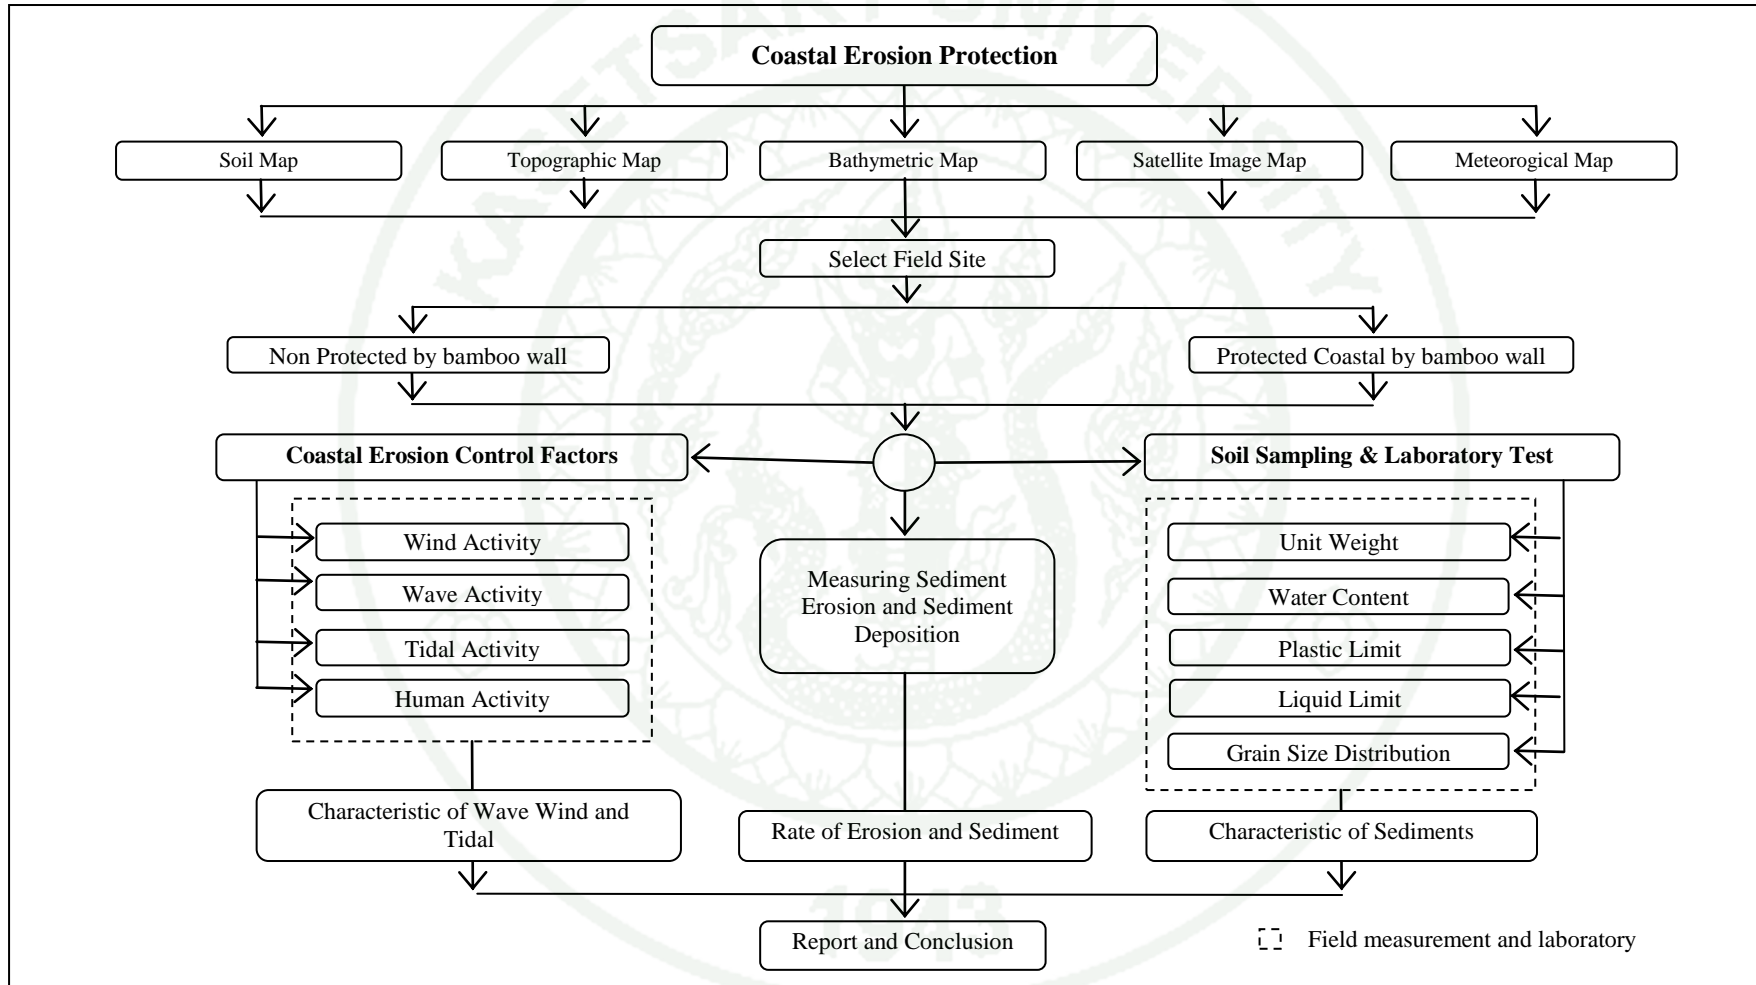 KASETSART UNIVERSITY
Coastal Erosion Protection
Soil Map
Topographic Map
Bathymetric Map
Satellite Image Map
Meteorogical Map
Select Field Site
Non Protected by bamboo wall
Protected Coastal by bamboo wall
Coastal Erosion Control Factors
Wind Activity
Wave Activity
Tidal Activity
Human Activity
Measuring Sediment
Erosion and Sediment
Deposition
Soil Sampling & Laboratory Test
Unit Weight
Water Content
Plastic Limit
Liquid Limit
Grain Size Distribution
Characteristic of Wave Wind and
Tidal
Rate of Erosion and Sediment
Characteristic of Sediments
1943
Report and Conclusion
Field measurement and laboratory